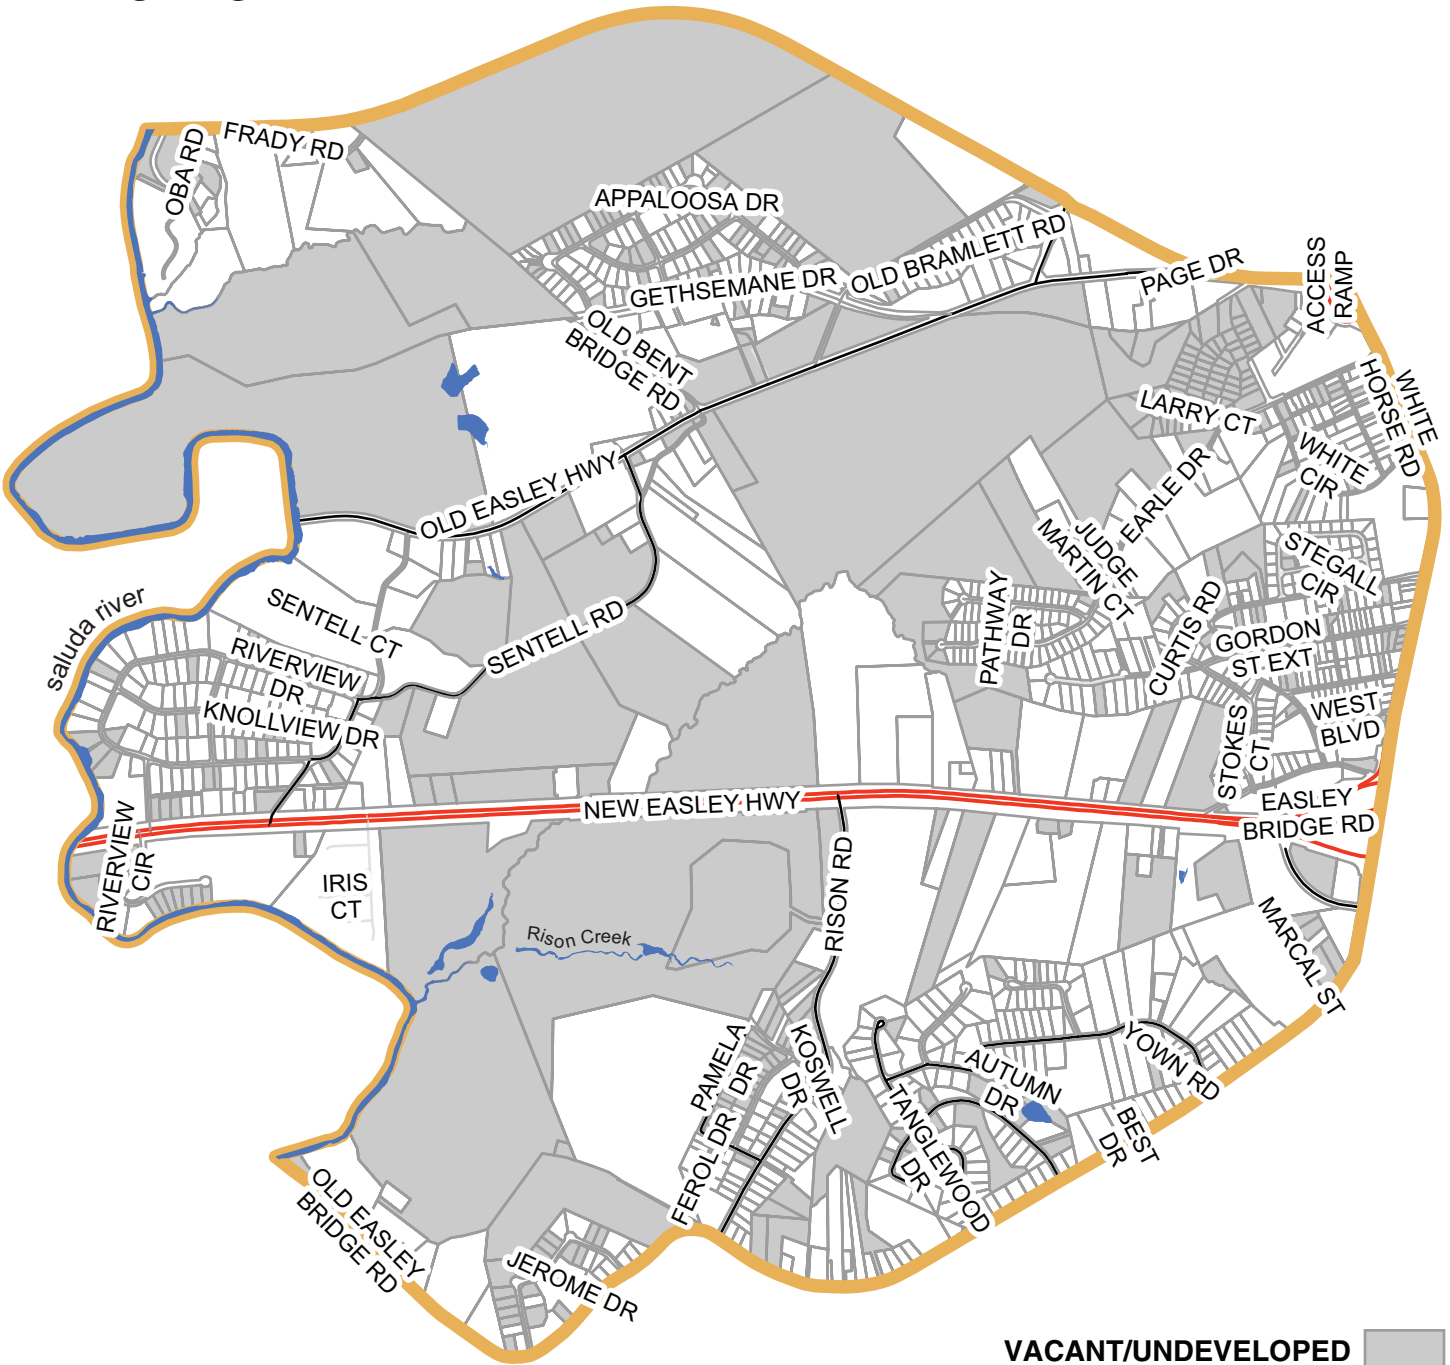 FRADY RD
OBA RD
APPALOOSA DR
GETHSEMANE DR
OLD BRAMLETT RD
PAGE DR
ACCESS
RAMP
OLD BENT
BRIDGE RD
WHITE
HORSE RD
LARRY CT
WHITE
CIR
EARLE DR
OLD EASLEY HWY
JUDGE
MARTIN CT
STEGALL
CIR
saluda river
SENTELL CT
SENTELL RD
PATHWAY
DR
CURTIS RD
GORDON
ST EXT
RIVERVIEW
DR
KNOLLVIEW DR
STOKES
CT
WEST
BLVD
NEW EASLEY HWY
EASLEY
BRIDGE RD
RIVERVIEW
CIR
IRIS
CT
RISON RD
Rison Creek
MARCAL ST
PAMELA
DR
KOSWELL
DR
AUTUMN
DR
YOWN RD
TANGLEWOOD
DR
BEST
DR
FEROL DR
OLD EASLEY
BRIDGE RD
JEROME DR
VACANT/UNDEVELOPED